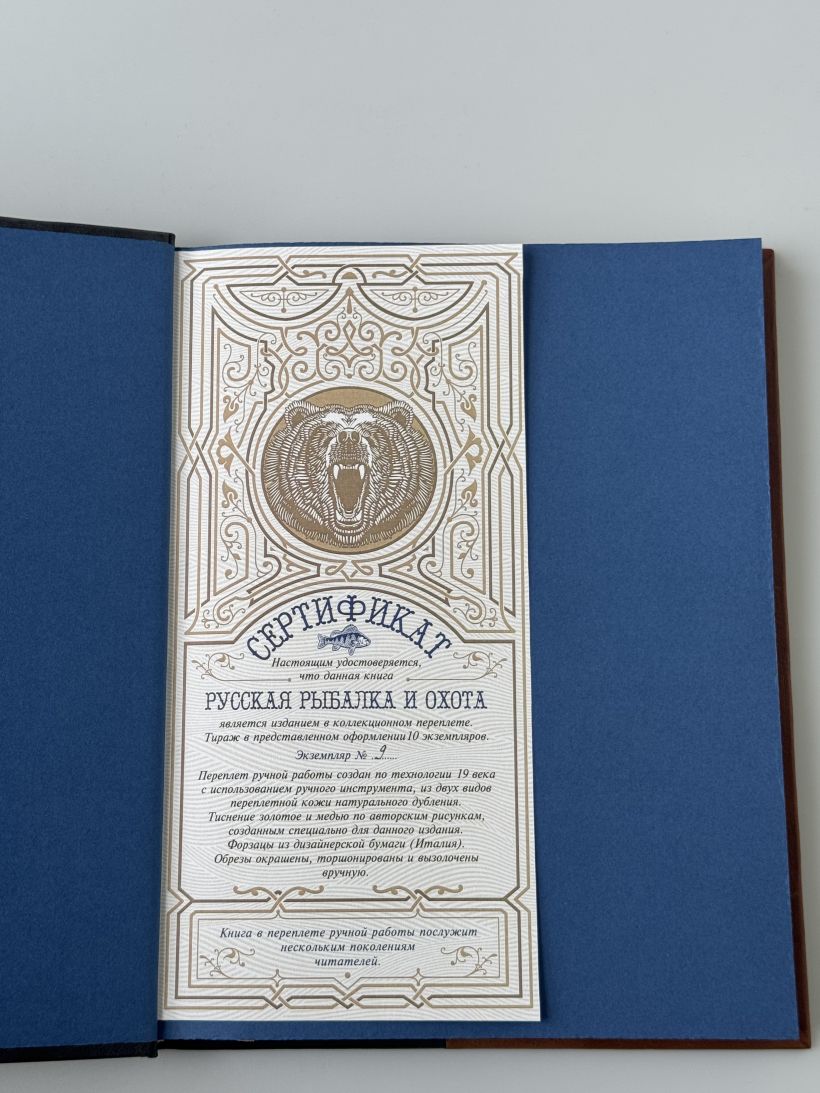 СЕРТИФИКАТ
Настоящим удостоверяется,
что данная книга
РУССКАЯ РЫБАЛКА И ОХОТА
является изданием в коллекционном переплете.
Тираж в представленном оформлении 10 экземпляров.
Экземпляр № .9......
Переплет ручной работы создан по технологии 19 века
с использованием ручного инструмента, из двух видов
переплетной кожи натурального дубления.
Тиснение золотое и медью по авторским рисункам,
созданным специально для данного издания.
Форзацы из дизайнерской бумаги (Италия).
Обрезы окрашены, торшонированы и вызолочены
вручную.
Книга в переплете ручной работы послужит
нескольким поколениям
читателей.